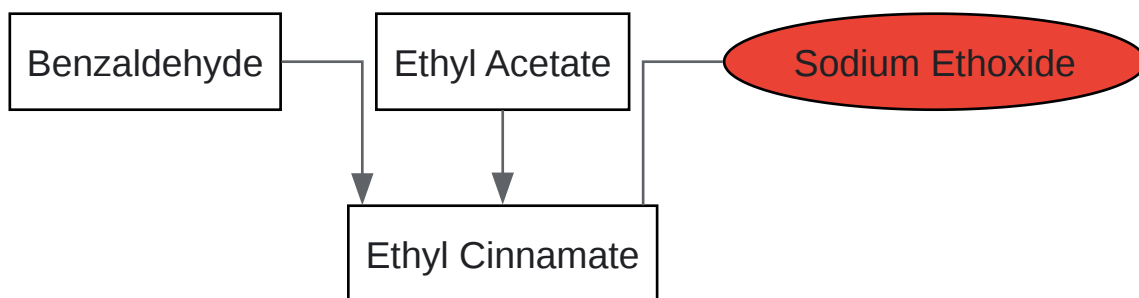 Benzaldehyde
Ethyl Acetate
Sodium Ethoxide
Ethyl Cinnamate